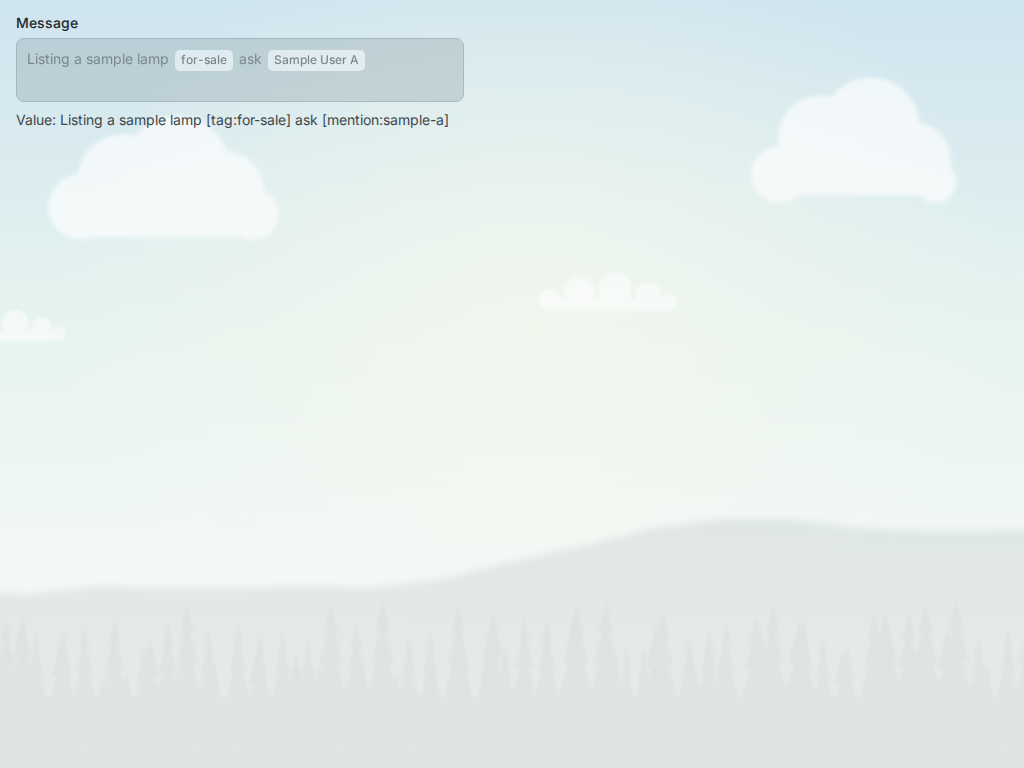 Message
Listing a sample lamp for-sale ask Sample User A
Value: Listing a sample lamp [tag:for-sale] ask [mention:sample-a]